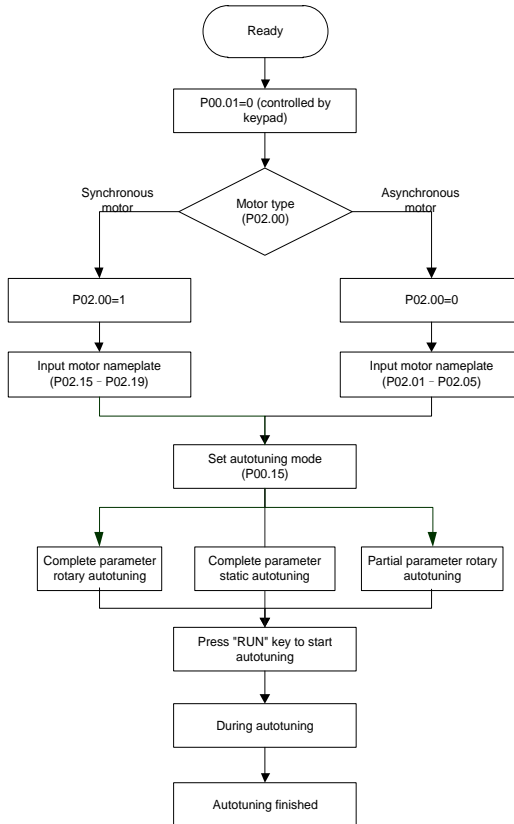 Ready
P00.01=0 (controlled by
keypad)
Synchronous
motor
Motor type
(P02.00)
Asynchronous
motor
P02.00=1
P02.00=0
Input motor nameplate
(P02.15－P02.19)
Input motor nameplate
(P02.01－P02.05)
Set autotuning mode
(P00.15)
Complete parameter
rotary autotuning
Complete parameter
static autotuning
Partial parameter rotary
autotuning
Press "RUN" key to start
autotuning
During autotuning
Autotuning finished